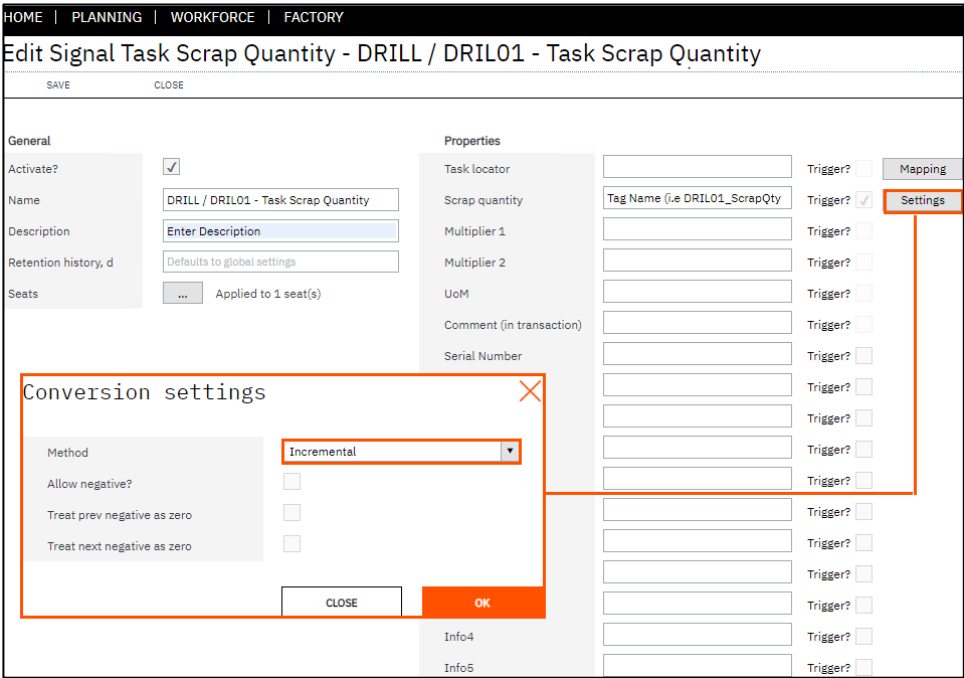 HOME | PLANNING | WORKFORCE | FACTORY
Edit Signal Task Scrap Quantity - DRILL / DRIL01 - Task Scrap Quantity
SAVE CLOSE
General
Activate?
Name DRILL / DRIL01 - Task Scrap Quantity
Description Enter Description
Retention history, d Defaults to global settings
Seats ... Applied to 1 seat(s)
Properties
Task locator Trigger? Mapping
Scrap quantity Tag Name (i.e DRIL01_ScrapQty Trigger? Settings
Multiplier 1 Trigger?
Multiplier 2 Trigger?
UoM Trigger?
Comment (in transaction) Trigger?
Serial Number Trigger?
Trigger?
Trigger?
Trigger?
Trigger?
Trigger?
Trigger?
Trigger?
Trigger?
Info4 Trigger?
Info5 Trigger?
Conversion settings
Method Incremental
Allow negative?
Treat prev negative as zero
Treat next negative as zero
CLOSE OK